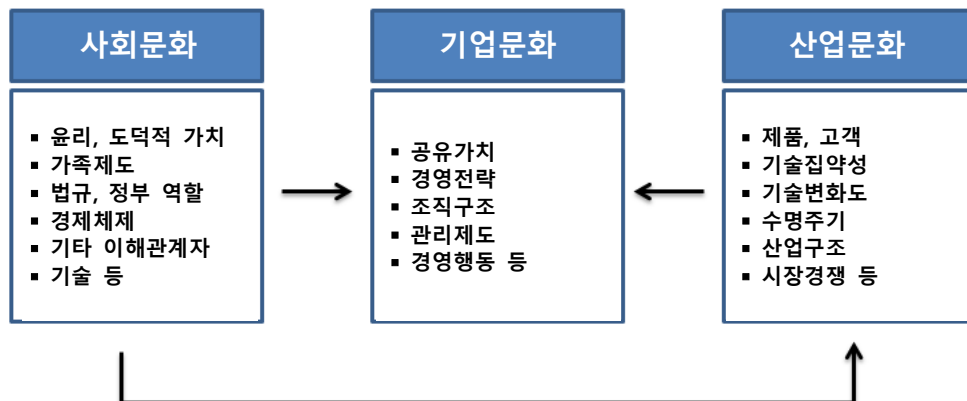 사회문화
윤리, 도덕적 가치
가족제도
법규, 정부 역할
경제체제
기타 이해관계자
기술 등
기업문화
공유가치
경영전략
조직구조
관리제도
경영행동 등
산업문화
제품, 고객
기술집약성
기술변화도
수명주기
산업구조
시장경쟁 등